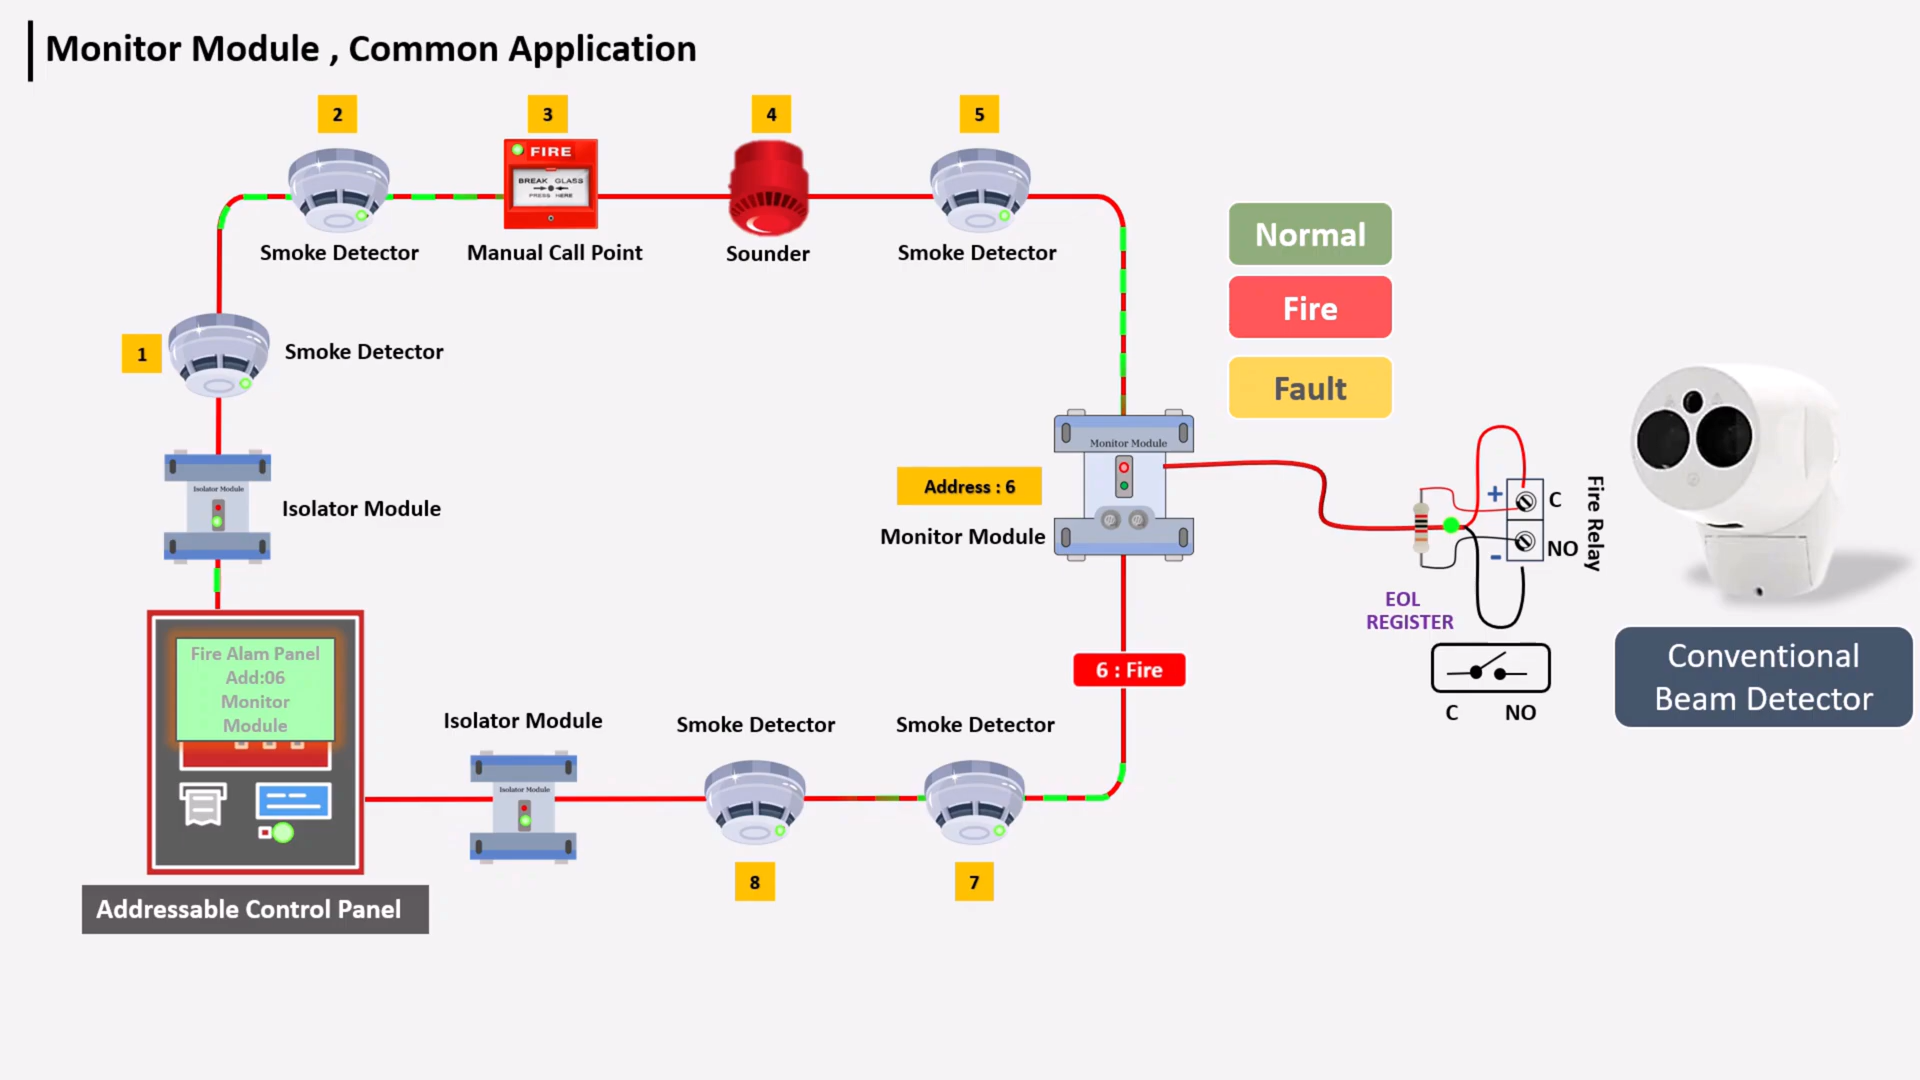 Monitor Module , Common Application
2
3
4
5
FIRE
BREAK GLASS
PRESS HERE
Smoke Detector
Manual Call Point
Sounder
Smoke Detector
Normal
Fire
Fault
1
Smoke Detector
Isolator Module
Isolator Module
Monitor Module
Address : 6
Monitor Module
+
C
-
NO
Fire Relay
EOL
REGISTER
C
NO
Conventional
Beam Detector
Fire Alam Panel
Add:06
Monitor
Module
6 : Fire
Isolator Module
Smoke Detector
Smoke Detector
Isolator Module
8
7
Addressable Control Panel